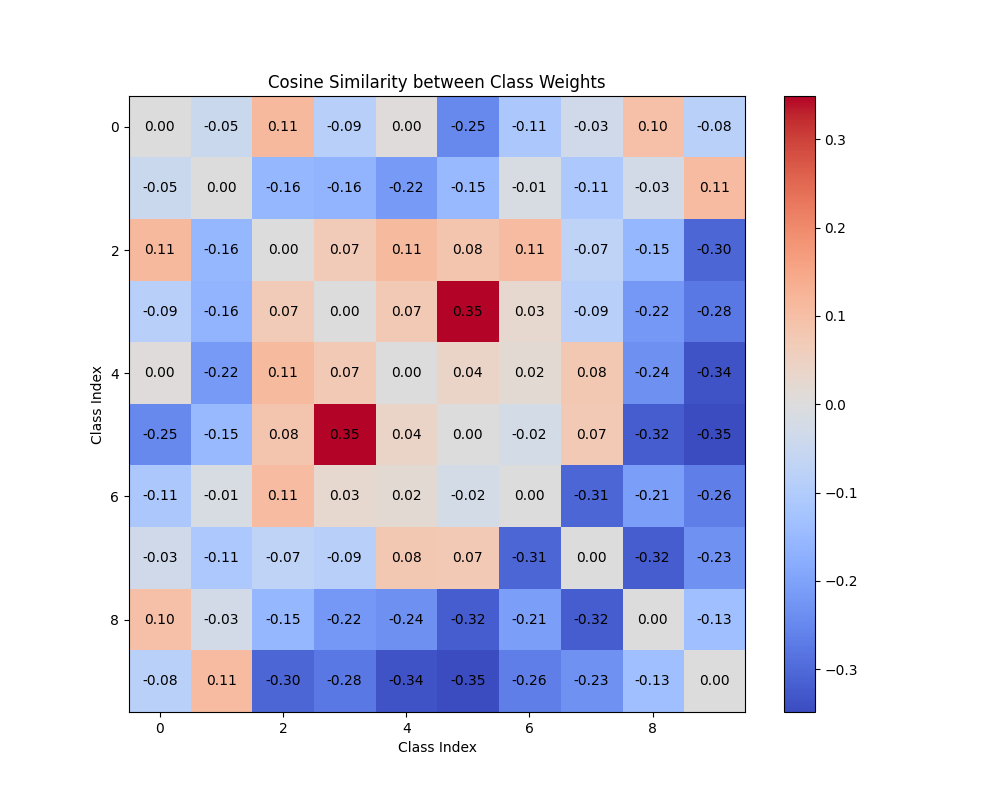 Cosine Similarity between Class Weights
0 0.00 -0.05 0.11 -0.09 0.00 -0.25 -0.11 -0.03 0.10 -0.08
-0.05 0.00 -0.16 -0.16 -0.22 -0.15 -0.01 -0.11 -0.03 0.11
2 0.11 -0.16 0.00 0.07 0.11 0.08 0.11 -0.07 -0.15 -0.30
-0.09 -0.16 0.07 0.00 0.07 0.35 0.03 -0.09 -0.22 -0.28
4 0.00 -0.22 0.11 0.07 0.00 0.04 0.02 0.08 -0.24 -0.34
-0.25 -0.15 0.08 0.35 0.04 0.00 -0.02 0.07 -0.32 -0.35
6 -0.11 -0.01 0.11 0.03 0.02 -0.02 0.00 -0.31 -0.21 -0.26
-0.03 -0.11 -0.07 -0.09 0.08 0.07 -0.31 0.00 -0.32 -0.23
8 0.10 -0.03 -0.15 -0.22 -0.24 -0.32 -0.21 -0.32 0.00 -0.13
-0.08 0.11 -0.30 -0.28 -0.34 -0.35 -0.26 -0.23 -0.13 0.00
0 2 4 6 8
Class Index
Class Index
0.3
0.2
0.1
0.0
−0.1
−0.2
−0.3